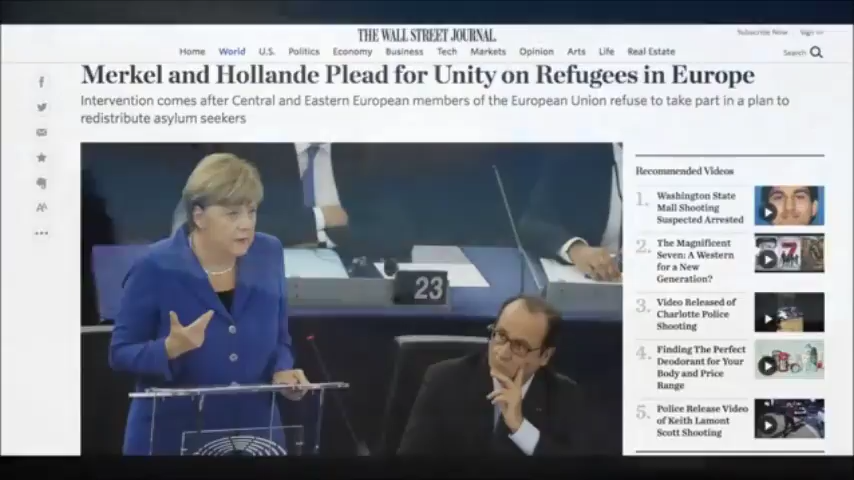 THE WALL STREET JOURNAL.
Subscribe Now Sign In
Home World U.S. Politics Economy Business Tech Markets Opinion Arts Life Real Estate
Search
Merkel and Hollande Plead for Unity on Refugees in Europe
Intervention comes after Central and Eastern European members of the European Union refuse to take part in a plan to
redistribute asylum seekers
23
Recommended Videos
1. Washington State
Mall Shooting
Suspected Arrested
2. The Magnificent
Seven: A Western
for a New
Generation?
3. Video Released of
Charlotte Police
Shooting
4. Finding The Perfect
Deodorant for Your
Body and Price
Range
5. Police Release Video
of Keith Lamont
Scott Shooting